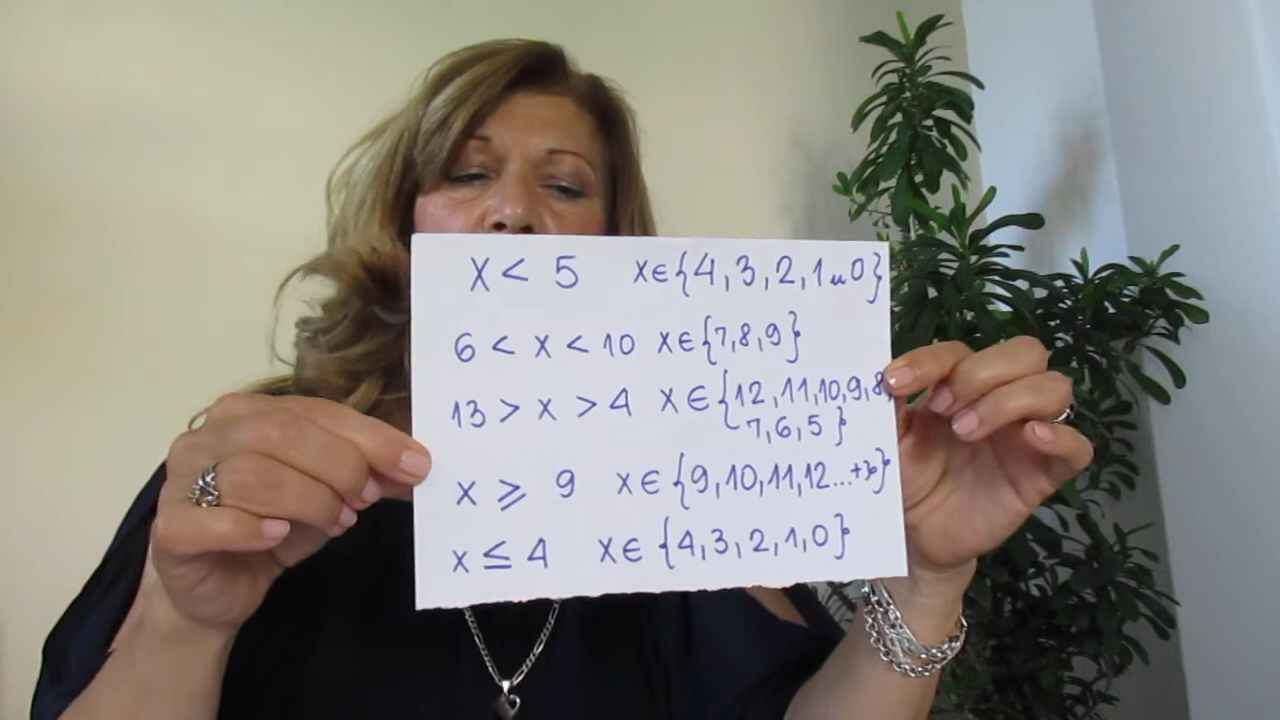 x < 5 x∈{4,3,2,1и0}
6 < x < 10 x∈{7,8,9}
13 > x > 4 x∈{12,11,10,9,8,
7,6,5}
x ⩾ 9 x∈{9,10,11,12...+∞}
x ≤ 4 x∈{4,3,2,1,0}